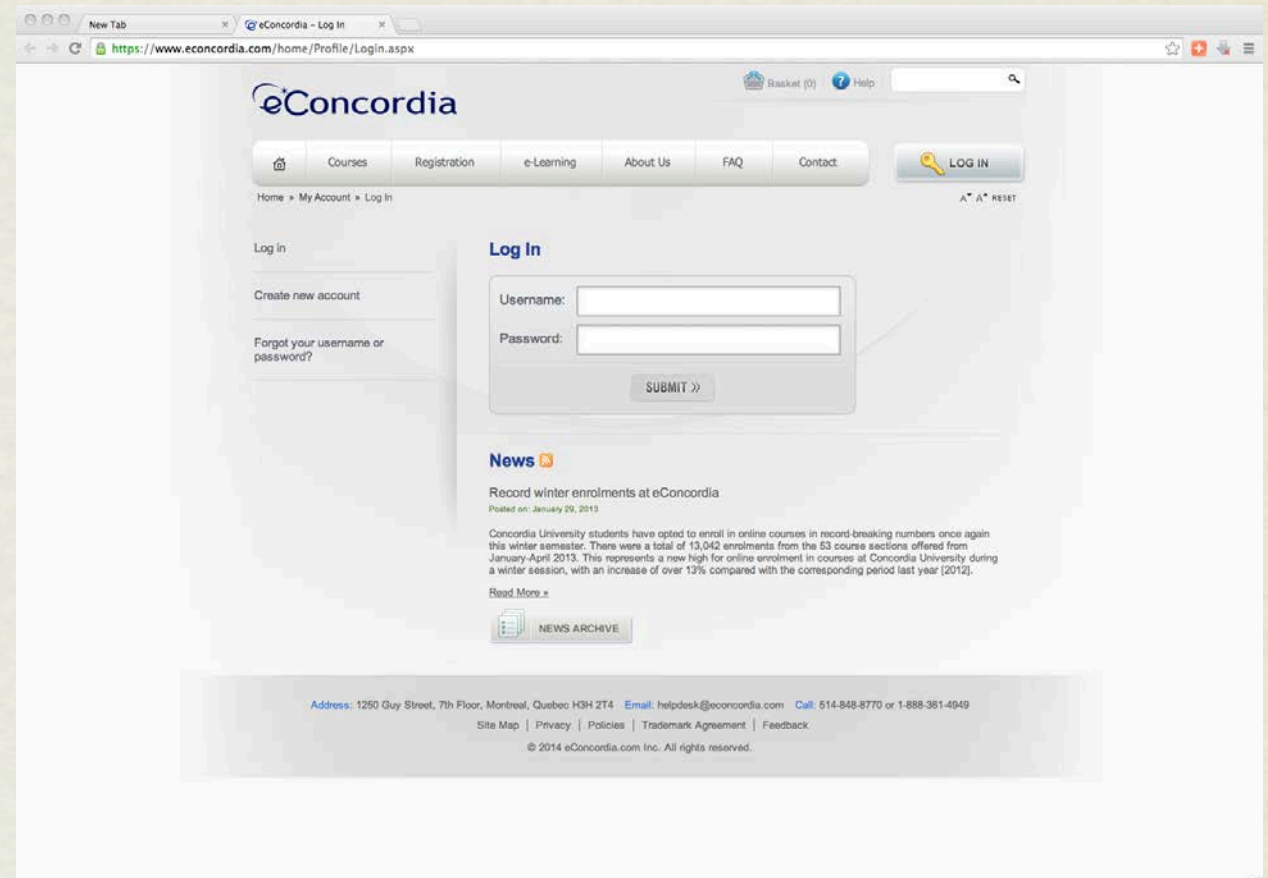 New Tab
eConcordia – Log In
https://www.econcordia.com/home/Profile/Login.aspx
eConcordia
Basket (0) Help
Courses Registration e-Learning About Us FAQ Contact LOG IN
Home » My Account » Log In
A▾ A▴ RESET
Log in
Create new account
Forgot your username or
password?
Log In
Username:
Password:
SUBMIT »
News
Record winter enrolments at eConcordia
Posted on: January 29, 2013
Concordia University students have opted to enroll in online courses in record-breaking numbers once again
this winter semester. There were a total of 13,042 enrolments from the 53 course sections offered from
January-April 2013. This represents a new high for online enrolment in courses at Concordia University during
a winter session, with an increase of over 13% compared with the corresponding period last year [2012].
Read More »
NEWS ARCHIVE
Address: 1250 Guy Street, 7th Floor, Montreal, Quebec H3H 2T4 Email: helpdesk@econcordia.com Call: 514-848-8770 or 1-888-361-4949
Site Map | Privacy | Policies | Trademark Agreement | Feedback
© 2014 eConcordia.com Inc. All rights reserved.